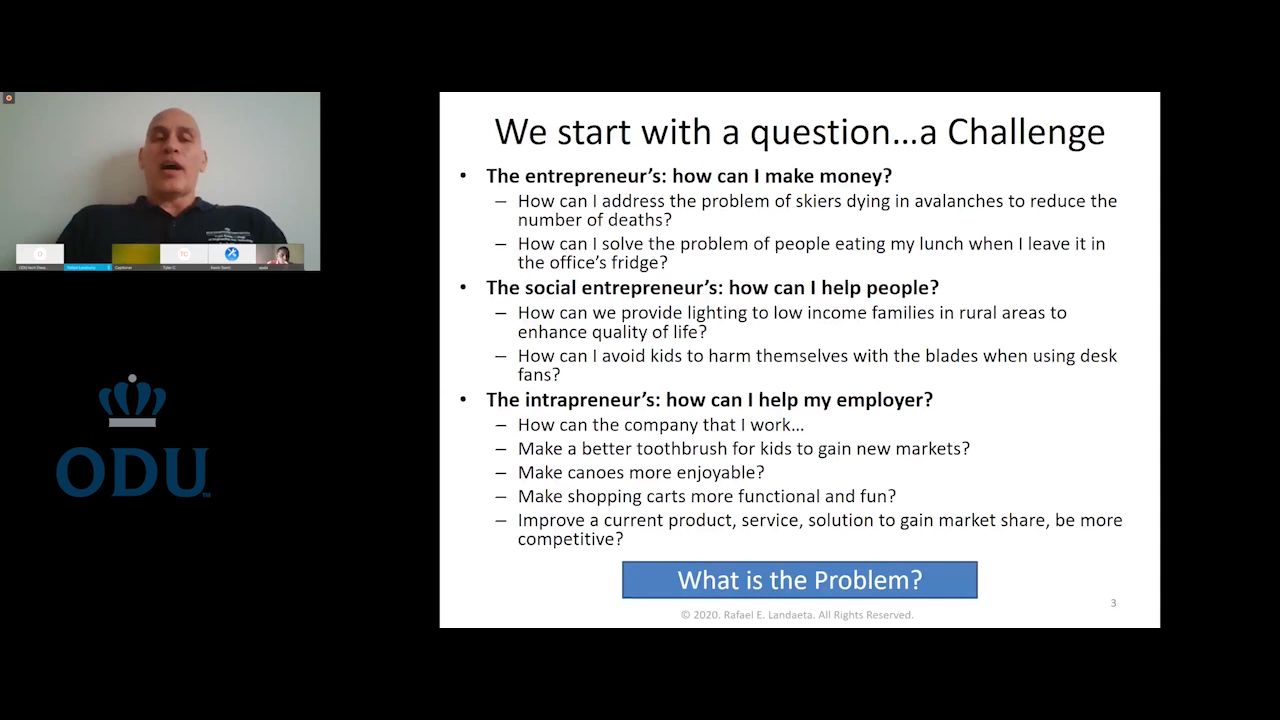 We start with a question...a Challenge
• The entrepreneur's: how can I make money?
– How can I address the problem of skiers dying in avalanches to reduce the
number of deaths?
– How can I solve the problem of people eating my lunch when I leave it in
the office's fridge?
• The social entrepreneur's: how can I help people?
– How can we provide lighting to low income families in rural areas to
enhance quality of life?
– How can I avoid kids to harm themselves with the blades when using desk
fans?
• The intrapreneur's: how can I help my employer?
– How can the company that I work...
– Make a better toothbrush for kids to gain new markets?
– Make canoes more enjoyable?
– Make shopping carts more functional and fun?
– Improve a current product, service, solution to gain market share, be more
competitive?
What is the Problem?
3
© 2020. Rafael E. Landaeta. All Rights Reserved.
TC
Rafael Landaeta
Captioner
Tyler C
ODU